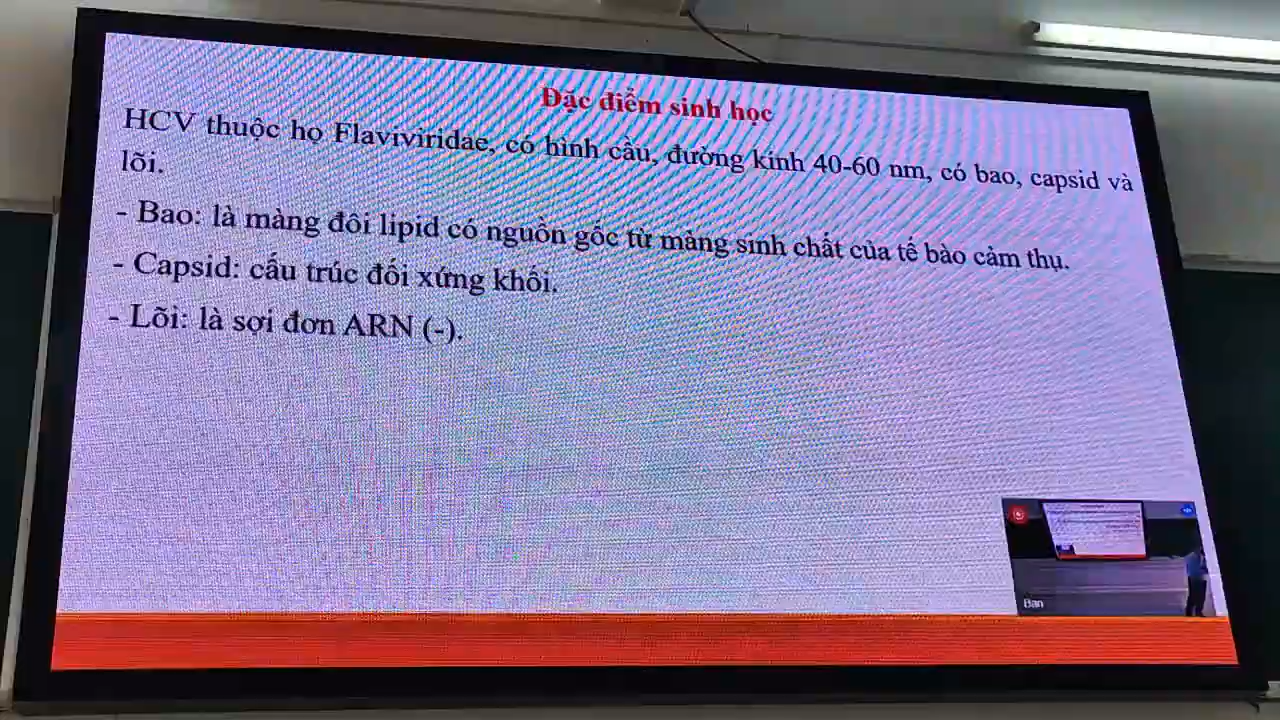 Đặc điểm sinh học
HCV thuộc họ Flaviviridae, có hình cầu, đường kính 40-60 nm, có bao, capsid và
lõi.
- Bao: là màng đôi lipid có nguồn gốc từ màng sinh chất của tế bào cảm thụ.
- Capsid: cấu trúc đối xứng khối.
- Lõi: là sợi đơn ARN (-).
Ban